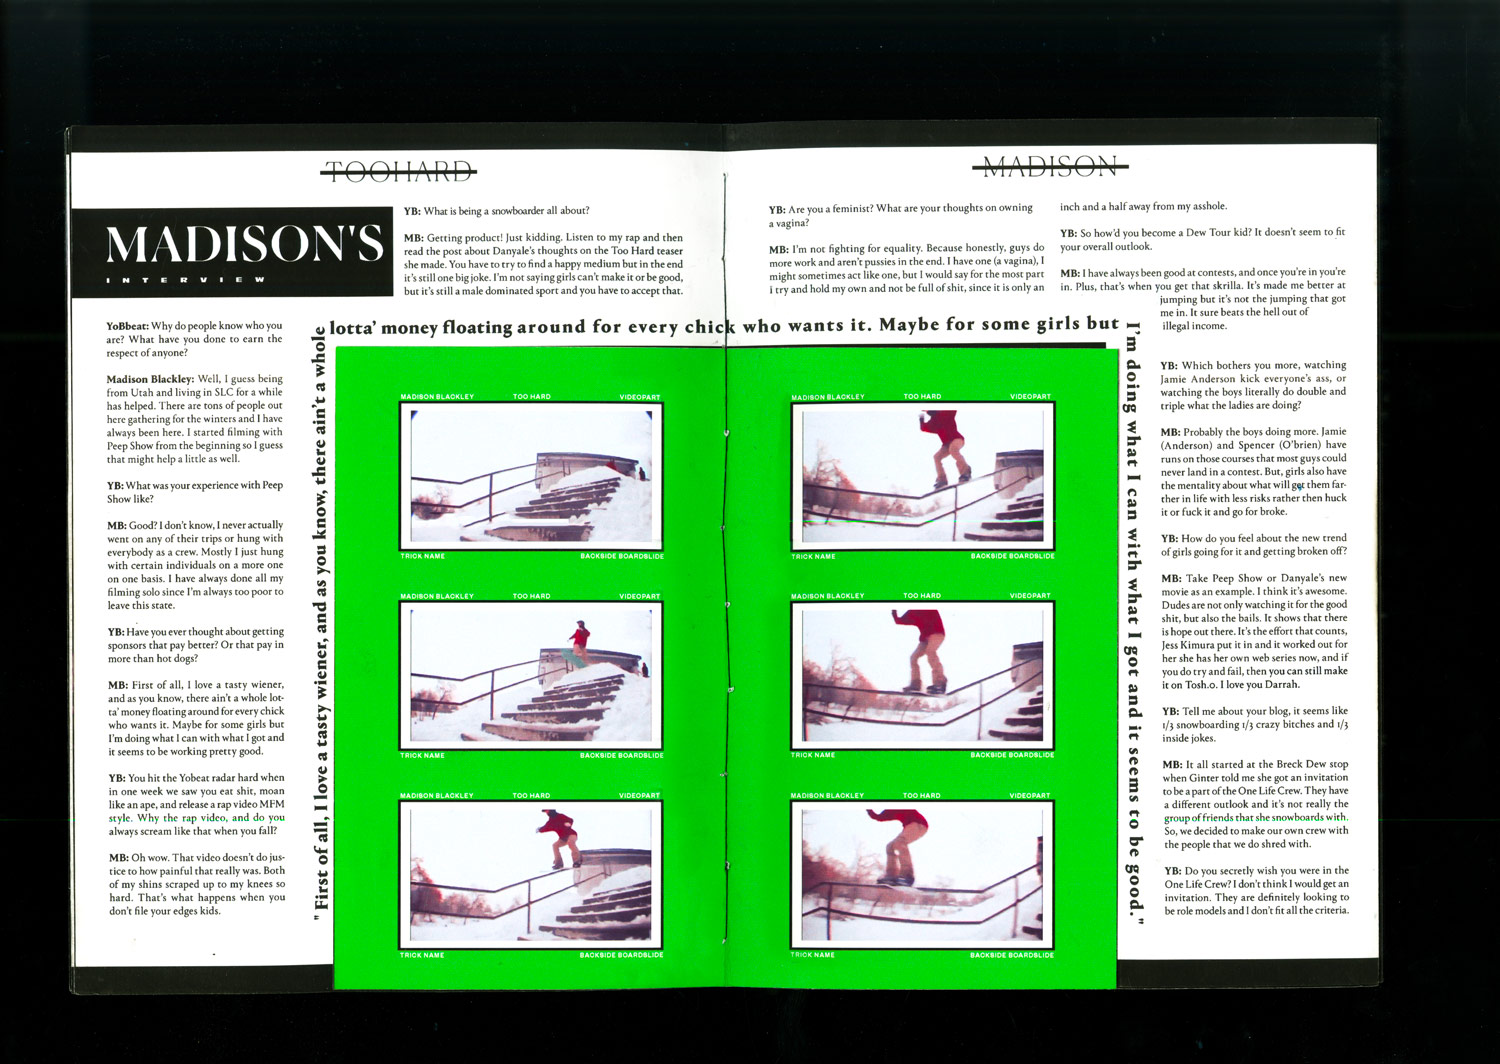 TOOHARD
MADISON
MADISON'S
INTERVIEW
YoBbeat: Why do people know who you
are? What have you done to earn the
respect of anyone?
Madison Blackley: Well, I guess being
from Utah and living in SLC for a while
has helped. There are tons of people out
here gathering for the winters and I have
always been here. I started filming with
Peep Show from the beginning so I guess
that might help a little as well.
YB: What was your experience with Peep
Show like?
MB: Good? I don't know, I never actually
went on any of their trips or hung with
everybody as a crew. Mostly I just hung
with certain individuals on a more one
on one basis. I have always done all my
filming solo since I'm always too poor to
leave this state.
YB: Have you ever thought about getting
sponsors that pay better? Or that pay in
more than hot dogs?
MB: First of all, I love a tasty wiener,
and as you know, there ain't a whole lot-
ta' money floating around for every chick
who wants it. Maybe for some girls but
I'm doing what I can with what I got and
it seems to be working pretty good.
YB: You hit the Yobeat radar hard when
in one week we saw you eat shit, moan
like an ape, and release a rap video MFM
style. Why the rap video, and do you
always scream like that when you fall?
MB: Oh wow. That video doesn't do jus-
tice to how painful that really was. Both
of my shins scraped up to my knees so
hard. That's what happens when you
don't file your edges kids.
YB: What is being a snowboarder all about?
MB: Getting product! Just kidding. Listen to my rap and then
read the post about Danyale's thoughts on the Too Hard teaser
she made. You have to try to find a happy medium but in the end
it's still one big joke. I'm not saying girls can't make it or be good,
but it's still a male dominated sport and you have to accept that.
" First of all, I love a tasty wiener, and as you know, there ain't a whole
lotta' money floating around for every chick who wants it. Maybe for some girls but
I'm doing what I can with what I got and it seems to be good."
MADISON BLACKLEY TOO HARD VIDEOPART
TRICK NAME BACKSIDE BOARDSLIDE
MADISON BLACKLEY TOO HARD VIDEOPART
TRICK NAME BACKSIDE BOARDSLIDE
MADISON BLACKLEY TOO HARD VIDEOPART
TRICK NAME BACKSIDE BOARDSLIDE
MADISON BLACKLEY TOO HARD VIDEOPART
TRICK NAME BACKSIDE BOARDSLIDE
MADISON BLACKLEY TOO HARD VIDEOPART
TRICK NAME BACKSIDE BOARDSLIDE
MADISON BLACKLEY TOO HARD VIDEOPART
TRICK NAME BACKSIDE BOARDSLIDE
YB: Are you a feminist? What are your thoughts on owning
a vagina?
MB: I'm not fighting for equality. Because honestly, guys do
more work and aren't pussies in the end. I have one (a vagina), I
might sometimes act like one, but I would say for the most part
i try and hold my own and not be full of shit, since it is only an
inch and a half away from my asshole.
YB: So how'd you become a Dew Tour kid? It doesn't seem to fit
your overall outlook.
MB: I have always been good at contests, and once you're in you're
in. Plus, that's when you get that skrilla. It's made me better at
jumping but it's not the jumping that got
me in. It sure beats the hell out of
illegal income.
YB: Which bothers you more, watching
Jamie Anderson kick everyone's ass, or
watching the boys literally do double and
triple what the ladies are doing?
MB: Probably the boys doing more. Jamie
(Anderson) and Spencer (O'brien) have
runs on those courses that most guys could
never land in a contest. But, girls also have
the mentality about what will get them far-
ther in life with less risks rather then huck
it or fuck it and go for broke.
YB: How do you feel about the new trend
of girls going for it and getting broken off?
MB: Take Peep Show or Danyale's new
movie as an example. I think it's awesome.
Dudes are not only watching it for the good
shit, but also the bails. It shows that there
is hope out there. It's the effort that counts,
Jess Kimura put it in and it worked out for
her she has her own web series now, and if
you do try and fail, then you can still make
it on Tosh.o. I love you Darrah.
YB: Tell me about your blog, it seems like
1/3 snowboarding 1/3 crazy bitches and 1/3
inside jokes.
MB: It all started at the Breck Dew stop
when Ginter told me she got an invitation
to be a part of the One Life Crew. They have
a different outlook and it's not really the
group of friends that she snowboards with.
So, we decided to make our own crew with
the people that we do shred with.
YB: Do you secretly wish you were in the
One Life Crew? I don't think I would get an
invitation. They are definitely looking to
be role models and I don't fit all the criteria.